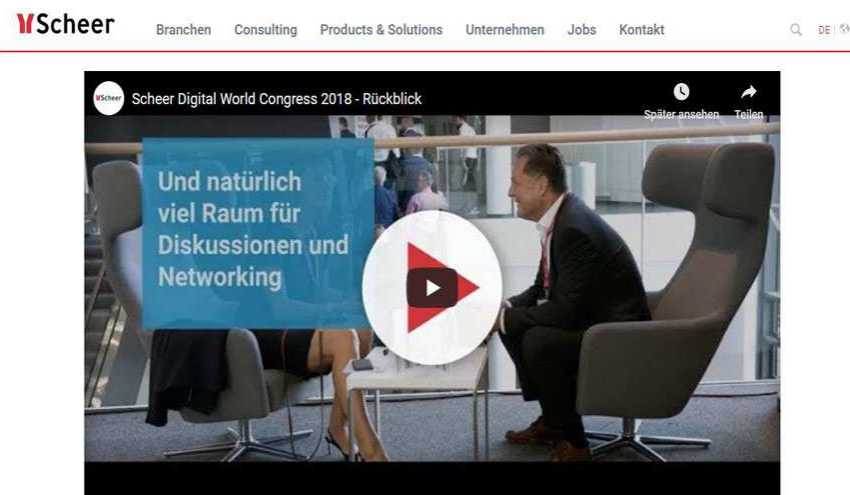 Scheer
Branchen Consulting Products & Solutions Unternehmen Jobs Kontakt
DE
Scheer
Scheer Digital World Congress 2018 - Rückblick
Später ansehen Teilen
Und natürlich
viel Raum für
Diskussionen und
Networking